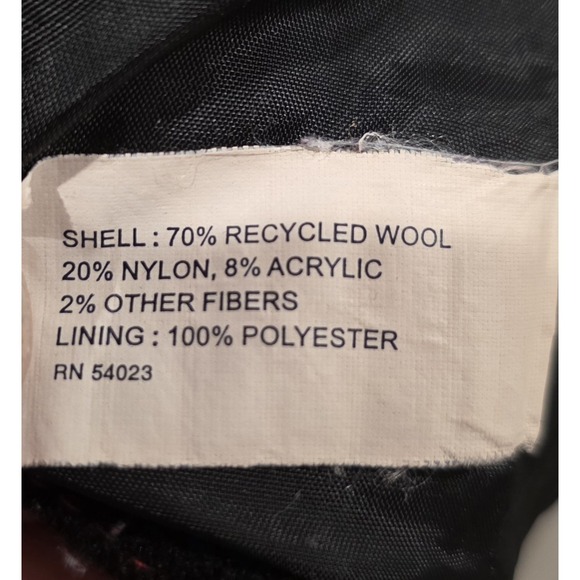 SHELL : 70% RECYCLED WOOL
20% NYLON, 8% ACRYLIC
2% OTHER FIBERS
LINING : 100% POLYESTER
RN 54023